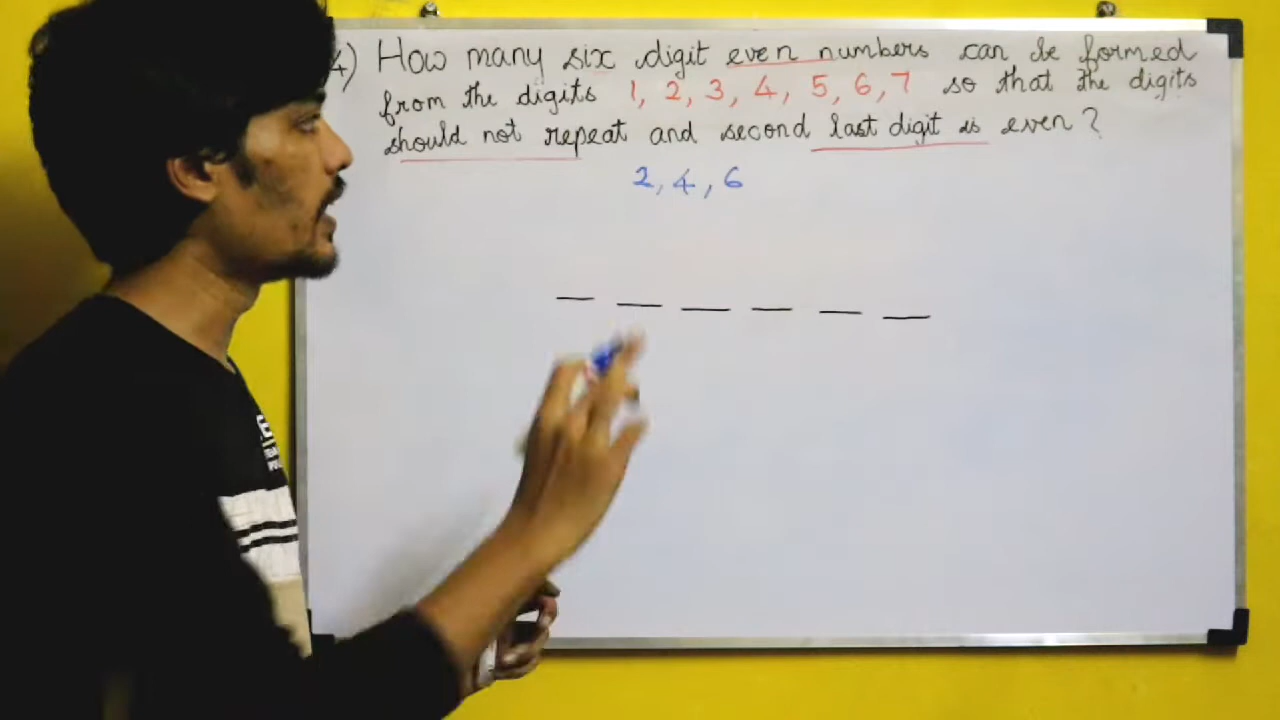 4) How many six digit even numbers can be formed
from the digits 1, 2, 3, 4, 5, 6, 7 so that the digits
should not repeat and second last digit is even?
2, 4, 6